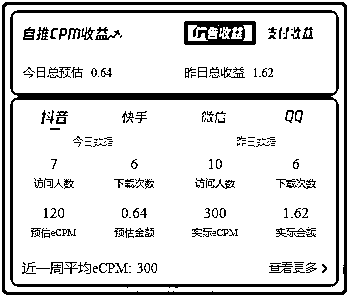 自推CPM收益 广告收益 支付收益
今日总预估 0.64 昨日总收益 1.62
抖音 快手 微信 QQ
今日数据 昨日数据
7 6 10 6
访问人数 下载次数 访问人数 下载次数
120 0.64 300 1.62
预估eCPM 预估金额 实际eCPM 实际金额
近一周平均eCPM: 300 查看更多